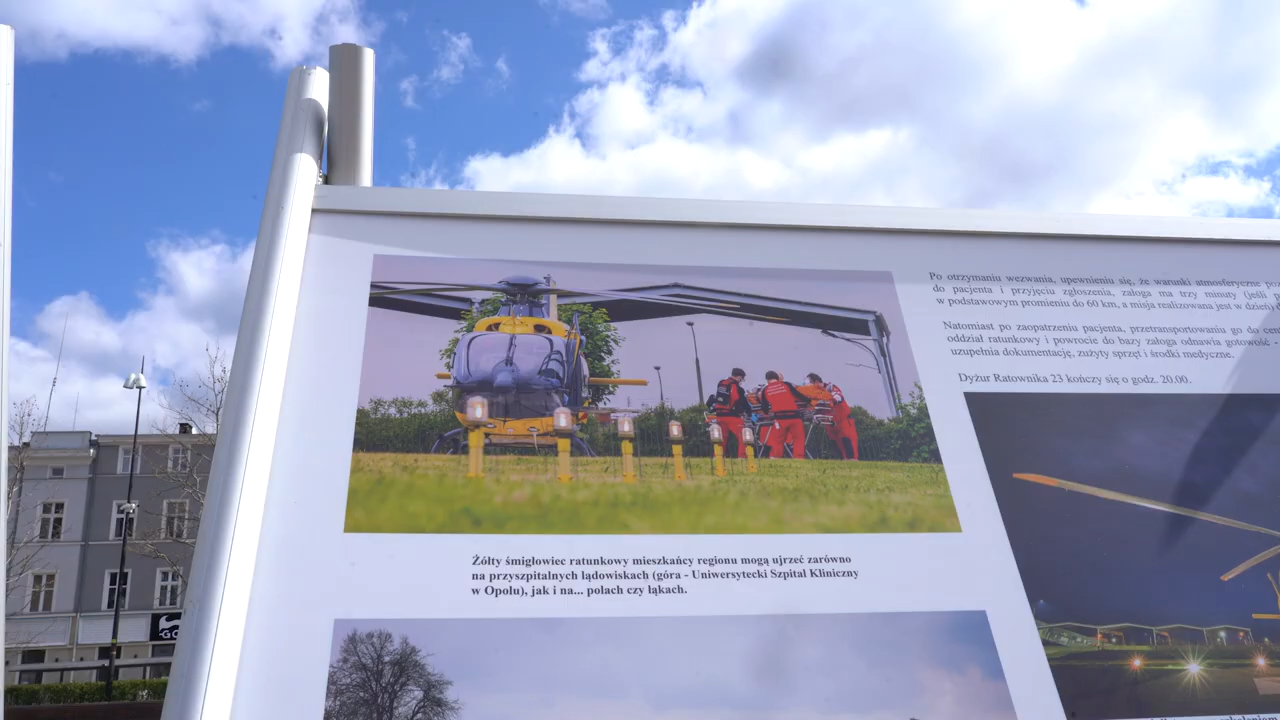 Po otrzymaniu wezwania, upewnieniu się, że warunki atmosferyczne
do pacjenta i przyjęciu zgłoszenia, załoga ma trzy minuty (jeśli
w podstawowym promieniu do 60 km, a misja realizowana jest w
Natomiast po zaopatrzeniu pacjenta, przetransportowaniu go do
oddział ratunkowy i powrocie do bazy załoga odnawia gotowość -
uzupełnia dokumentację, zużyty sprzęt i środki medyczne.
Dyżur Ratownika 23 kończy się o godz. 20.00.
Żółty śmigłowiec ratunkowy mieszkańcy regionu mogą ujrzeć zarówno
na przyszpitalnych lądowiskach (góra - Uniwersytecki Szpital Kliniczny
w Opolu), jak i na... polach czy łąkach.